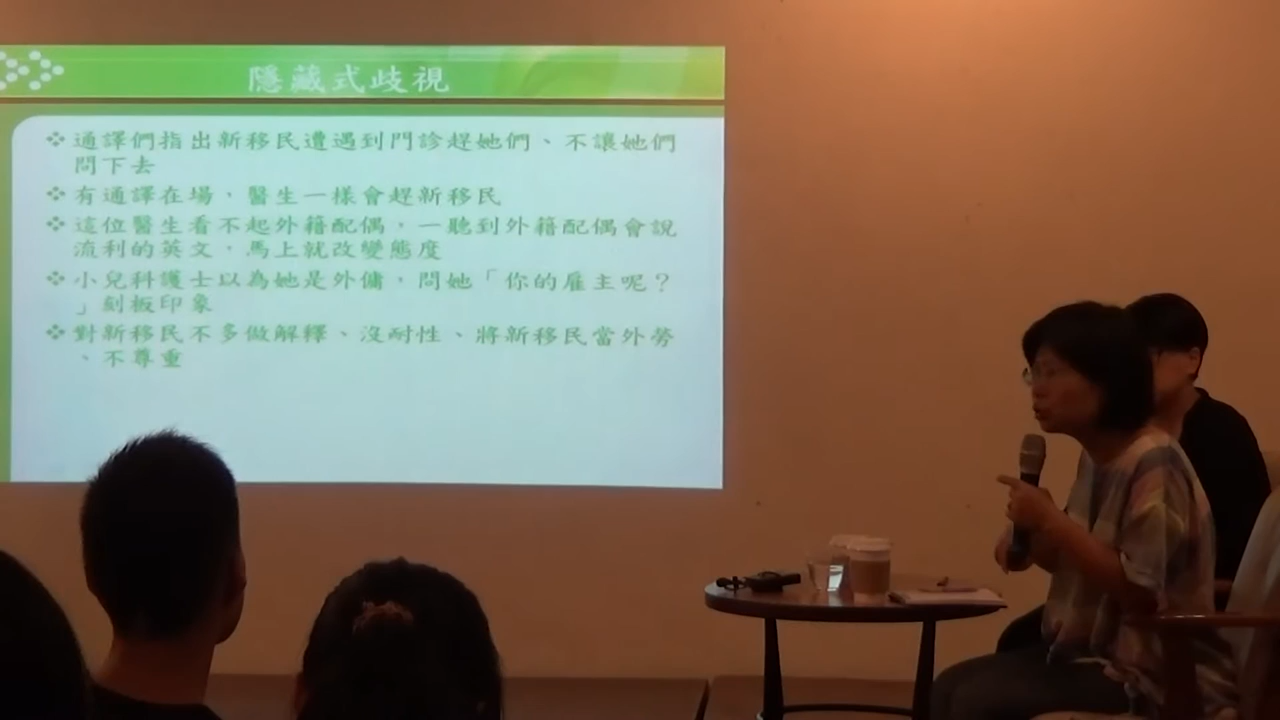 隱藏式歧視
通譯們指出新移民遭遇到門診趕她們、不讓她們
問下去
有通譯在場，醫生一樣會趕新移民
這位醫生看不起外籍配偶，一聽到外籍配偶會說
流利的英文，馬上就改變態度
小兒科護士以為她是外傭，問她「你的雇主呢？
」刻板印象
對新移民不多做解釋、沒耐性、將新移民當外勞
、不尊重